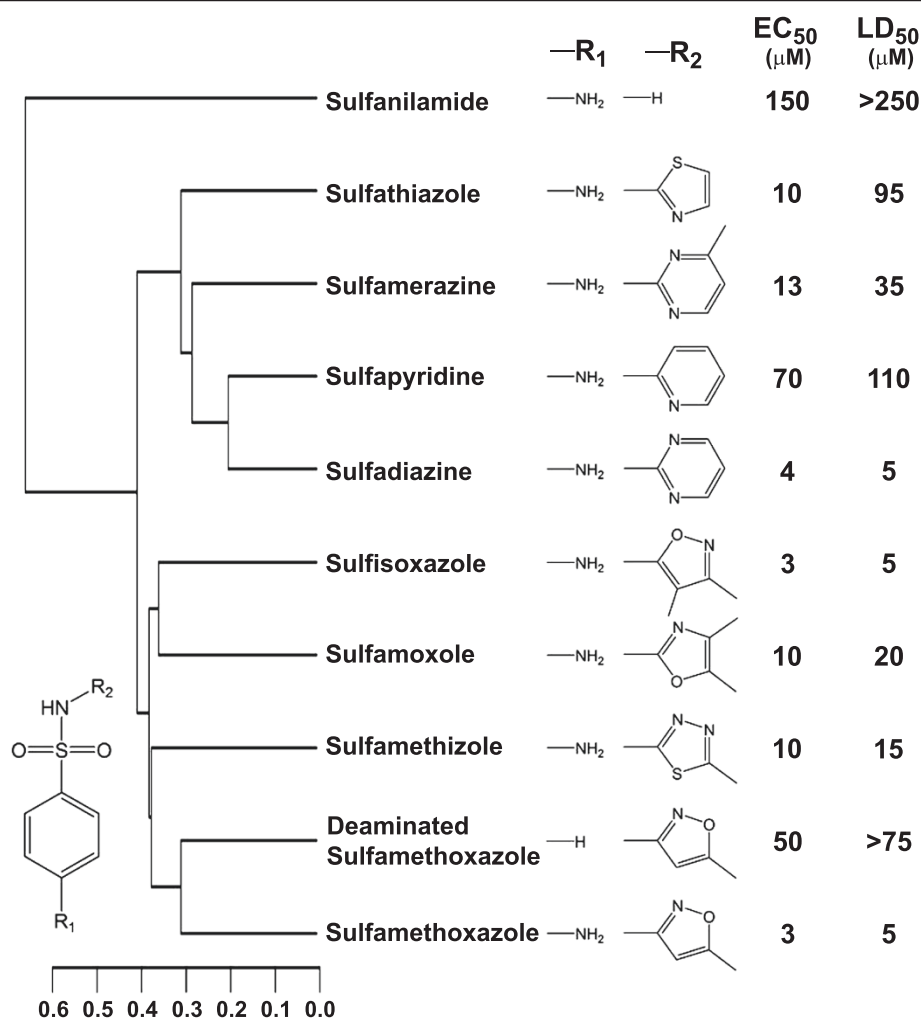 —R₁ —R₂ EC₅₀ (μM) LD₅₀ (μM)
Sulfanilamide —NH₂ —H 150 >250
Sulfathiazole —NH₂ S N 10 95
Sulfamerazine —NH₂ N N 13 35
Sulfapyridine —NH₂ N 70 110
Sulfadiazine —NH₂ N N 4 5
Sulfisoxazole —NH₂ O N 3 5
Sulfamoxole —NH₂ N O 10 20
Sulfamethizole —NH₂ N N S 10 15
Deaminated
Sulfamethoxazole —H N O 50 >75
Sulfamethoxazole —NH₂ N O 3 5
R₂
HN
O=S=O
R₁
0.6 0.5 0.4 0.3 0.2 0.1 0.0